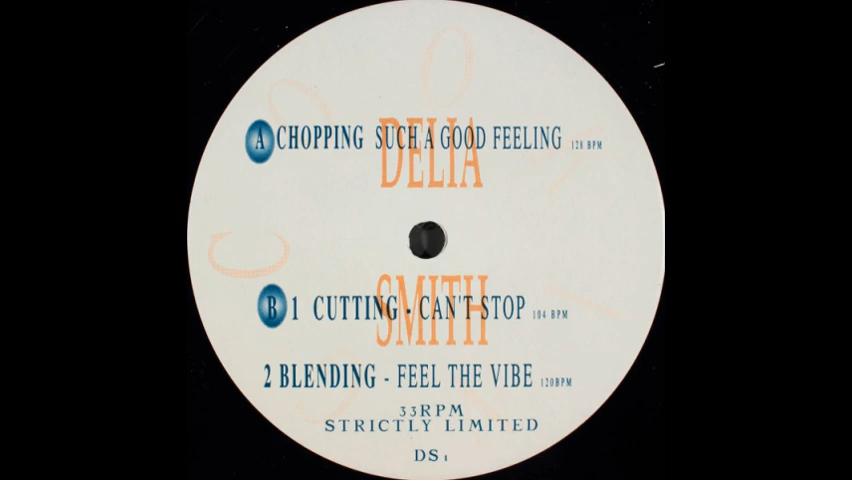 A CHOPPING SUCH A GOOD FEELING 128 BPM
DELIA
SMITH
B 1 CUTTING - CAN'T STOP 104 BPM
2 BLENDING - FEEL THE VIBE 120BPM
33RPM
STRICTLY LIMITED
DS1